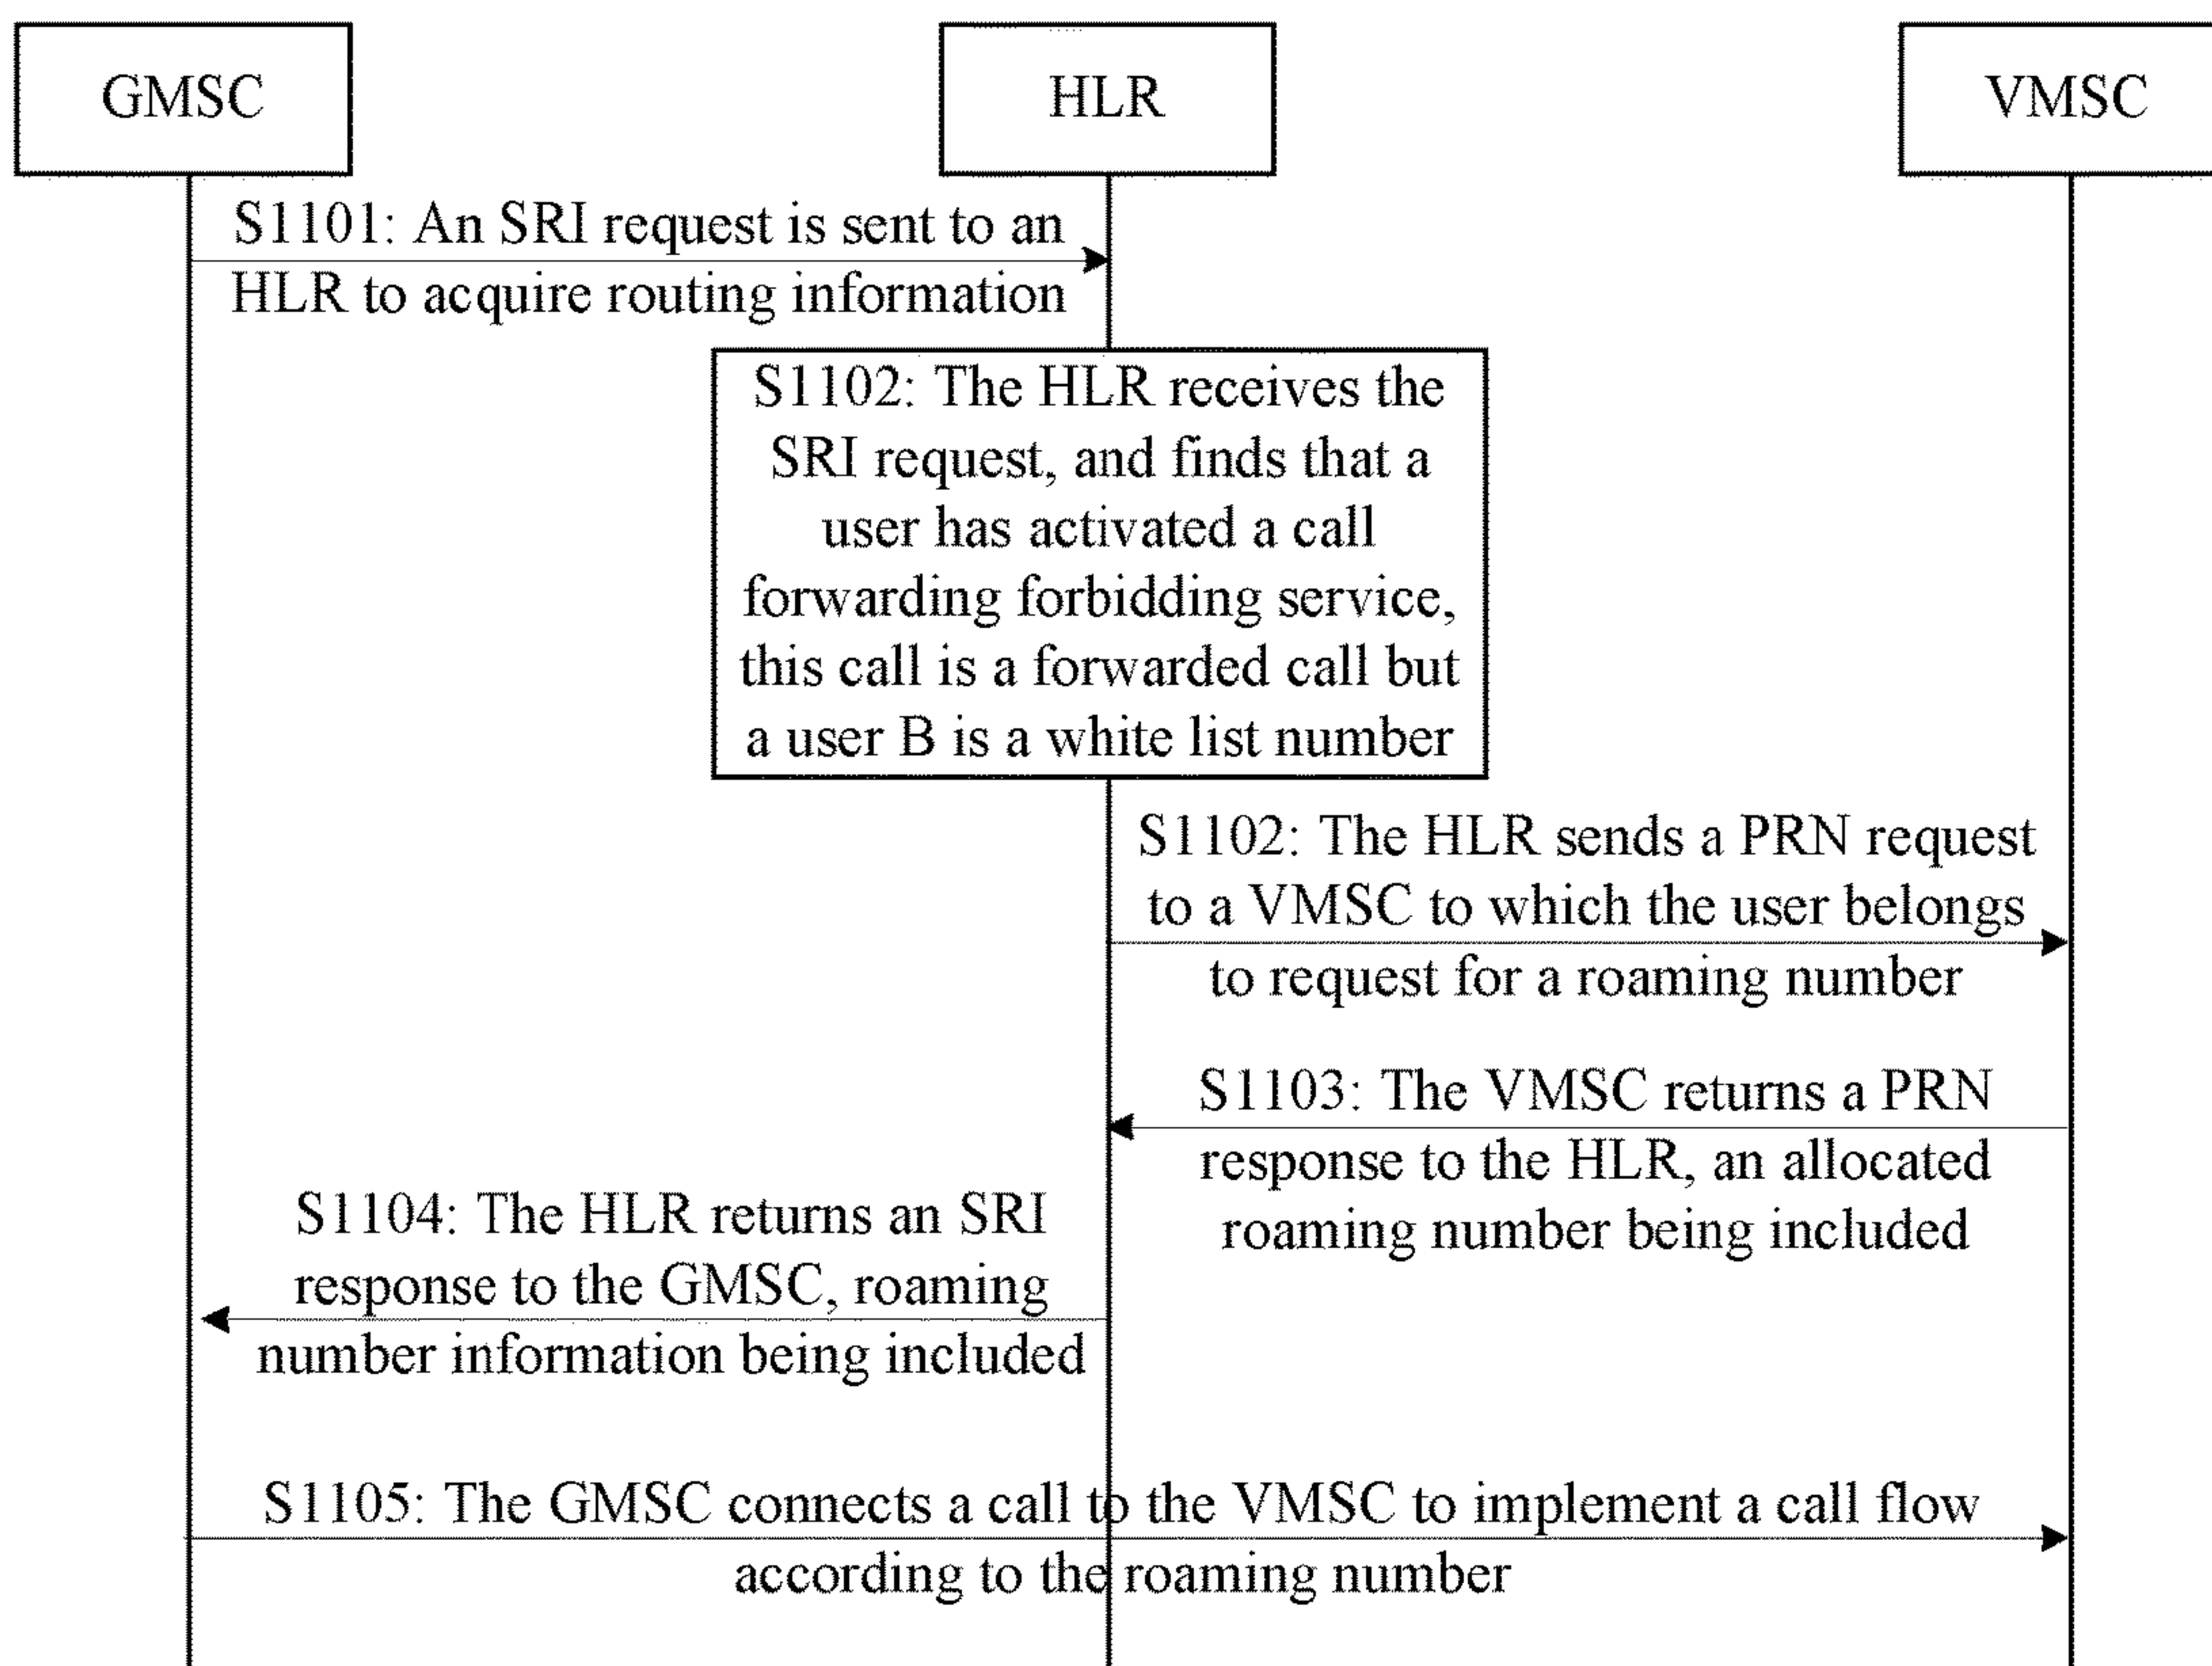 GMSC
HLR
VMSC
S1101: An SRI request is sent to an
HLR to acquire routing information
S1102: The HLR receives the
SRI request, and finds that a
user has activated a call
forwarding forbidding service,
this call is a forwarded call but
a user B is a white list number
S1102: The HLR sends a PRN request
to a VMSC to which the user belongs
to request for a roaming number
S1103: The VMSC returns a PRN
response to the HLR, an allocated
roaming number being included
S1104: The HLR returns an SRI
response to the GMSC, roaming
number information being included
S1105: The GMSC connects a call to the VMSC to implement a call flow
according to the roaming number